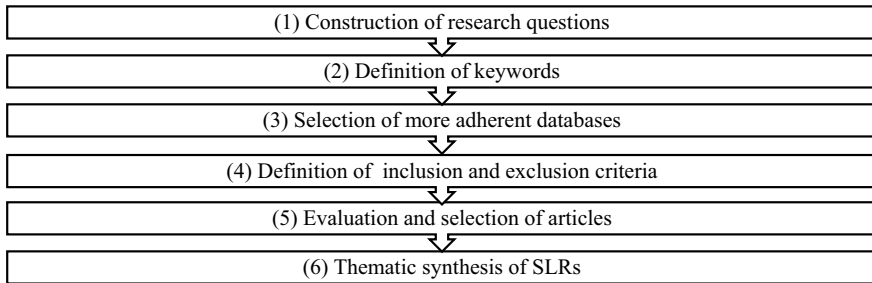 (1) Construction of research questions
(2) Definition of keywords
(3) Selection of more adherent databases
(4) Definition of inclusion and exclusion criteria
(5) Evaluation and selection of articles
(6) Thematic synthesis of SLRs